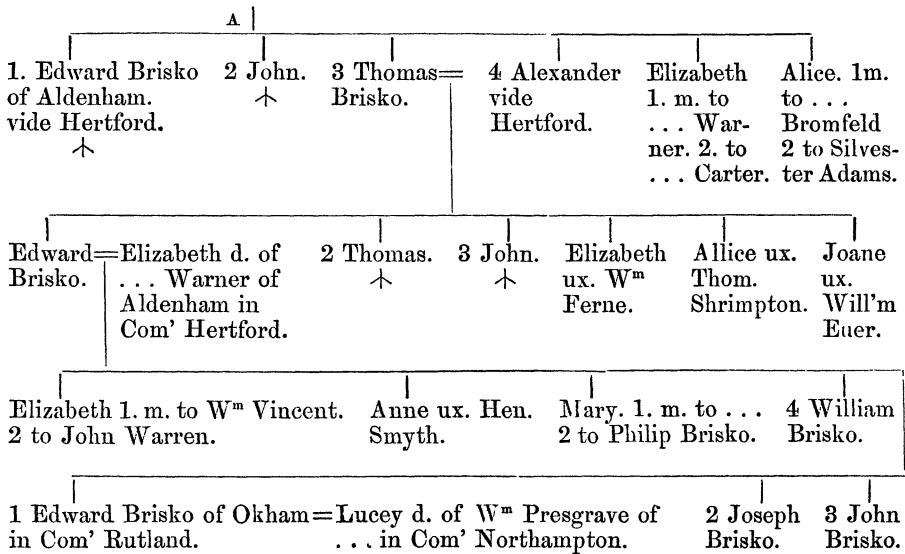 A
1. Edward Brisko
of Aldenham.
vide Hertford.
2 John.
3 Thomas=
Brisko.
4 Alexander
vide
Hertford.
Elizabeth
1. m. to
... War-
ner. 2. to
... Carter.
Alice. 1m.
to ...
Bromfeld
2 to Silves-
ter Adams.
Edward=Elizabeth d. of
Brisko. ... Warner of
Aldenham in
Com' Hertford.
2 Thomas.
3 John.
Elizabeth
ux. Wᵐ
Ferne.
Allice ux.
Thom.
Shrimpton.
Joane
ux.
Will'm
Euer.
Elizabeth 1. m. to Wᵐ Vincent.
2 to John Warren.
Anne ux. Hen.
Smyth.
Mary. 1. m. to ...
2 to Philip Brisko.
4 William
Brisko.
1 Edward Brisko of Okham=Lucey d. of Wᵐ Presgrave of
in Com' Rutland. ... in Com' Northampton.
2 Joseph
Brisko.
3 John
Brisko.